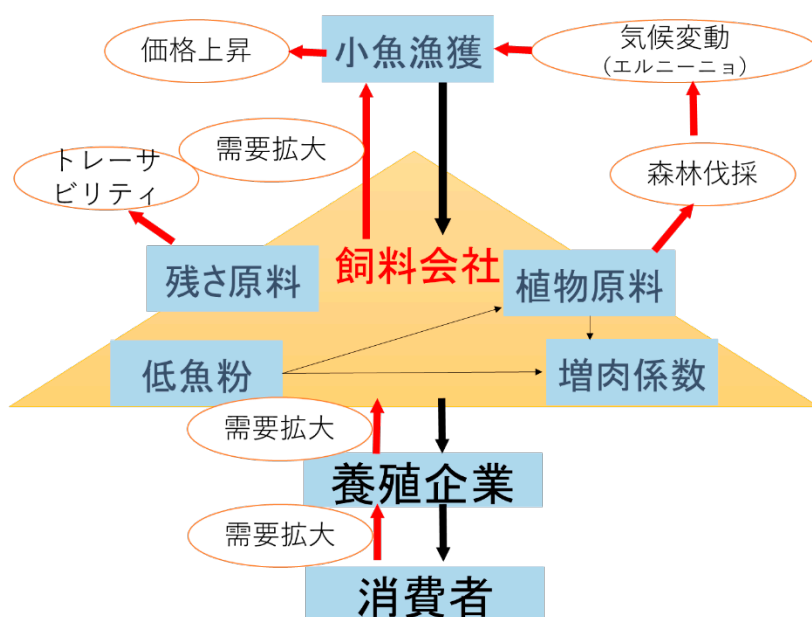 価格上昇
小魚漁獲
気候変動
(エルニーニョ)
需要拡大
トレーサ
ビリティ
森林伐採
残さ原料
飼料会社
植物原料
低魚粉
増肉係数
需要拡大
養殖企業
需要拡大
消費者